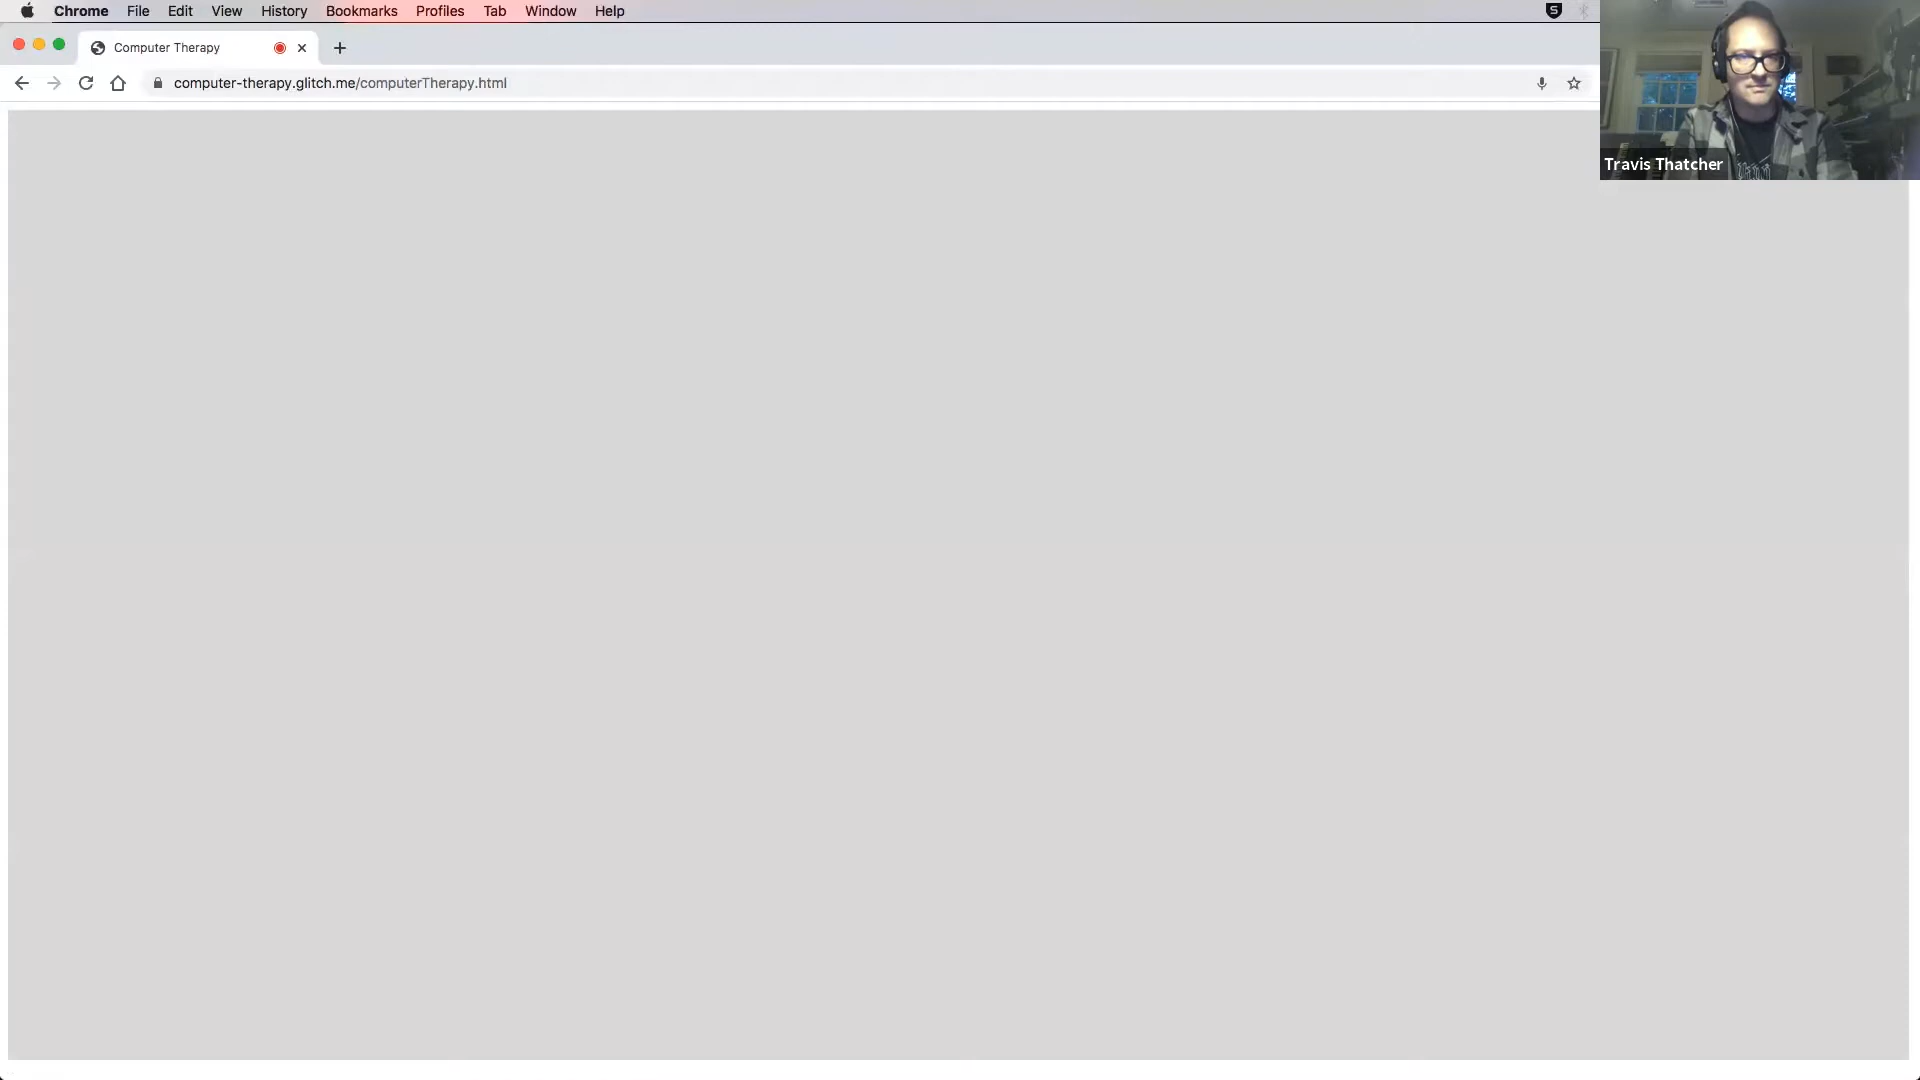 Chrome File Edit View History Bookmarks Profiles Tab Window Help
S
Computer Therapy
computer-therapy.glitch.me/computerTherapy.html
Travis Thatcher